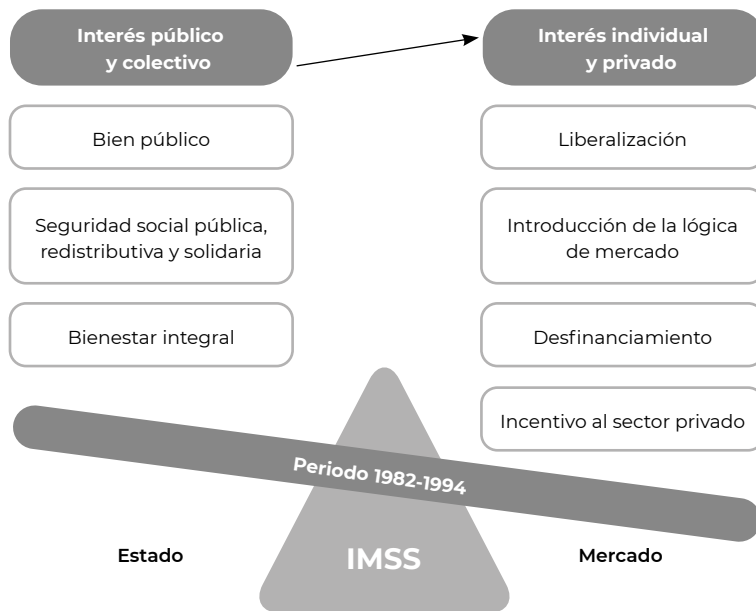 Interés público
y colectivo
Interés individual
y privado
Bien público
Liberalización
Seguridad social pública,
redistributiva y solidaria
Introducción de la lógica
de mercado
Bienestar integral
Desfinanciamiento
Incentivo al sector privado
Periodo 1982-1994
Estado
IMSS
Mercado